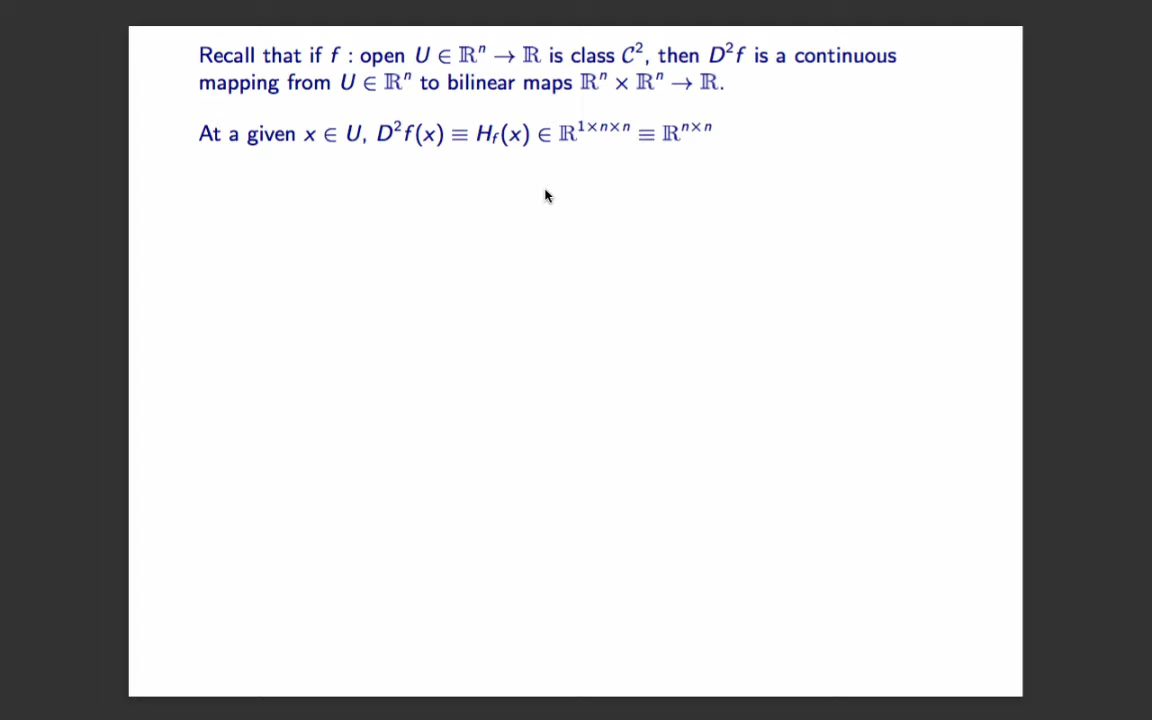 Recall that if f : open U ∈ ℝⁿ → ℝ is class 𝒞², then D²f is a continuous
mapping from U ∈ ℝⁿ to bilinear maps ℝⁿ × ℝⁿ → ℝ.
At a given x ∈ U, D²f(x) ≡ H_f(x) ∈ ℝ^{1×n×n} ≡ ℝ^{n×n}